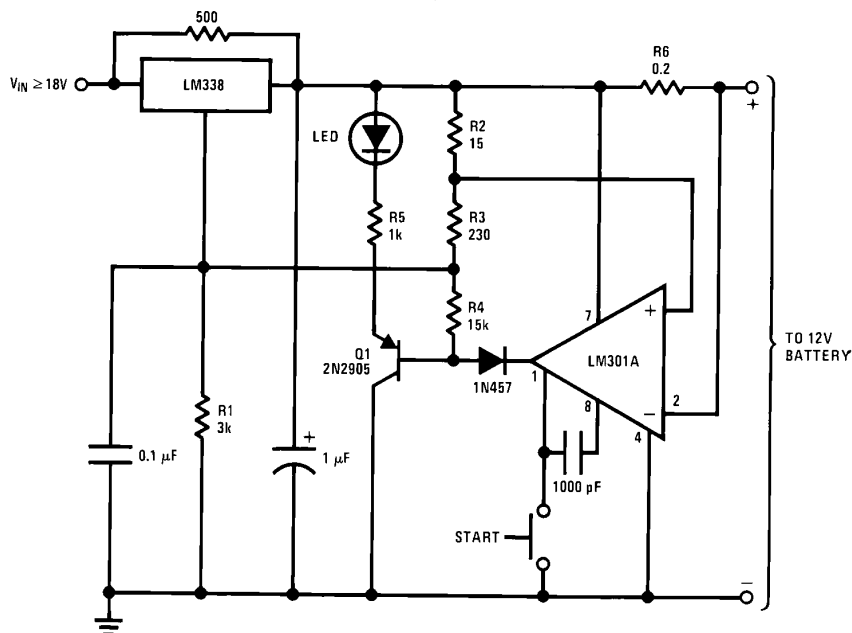 500
V_IN ≥ 18V
LM338
R6
0.2
+
LED
R2
15
R5
1k
R3
230
R4
15k
7
+
LM301A
TO 12V
BATTERY
Q1
2N2905
1N457
1
8
2
−
4
R1
3k
0.1 μF
+
1 μF
1000 pF
START
−